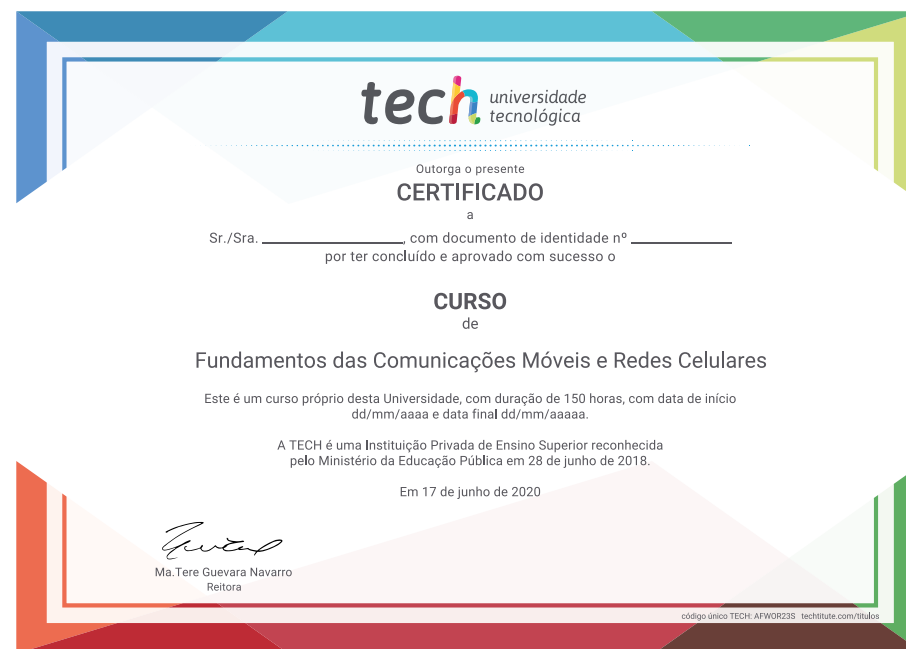 tech universidade
tecnológica
Outorga o presente
CERTIFICADO
a
Sr./Sra. ________________, com documento de identidade nº ____________
por ter concluído e aprovado com sucesso o
CURSO
de
Fundamentos das Comunicações Móveis e Redes Celulares
Este é um curso próprio desta Universidade, com duração de 150 horas, com data de início
dd/mm/aaaa e data final dd/mm/aaaaa.
A TECH é uma Instituição Privada de Ensino Superior reconhecida
pelo Ministério da Educação Pública em 28 de junho de 2018.
Em 17 de junho de 2020
Ma.Tere Guevara Navarro
Reitora
código único TECH: AFWOR23S techtitute.com/titulos